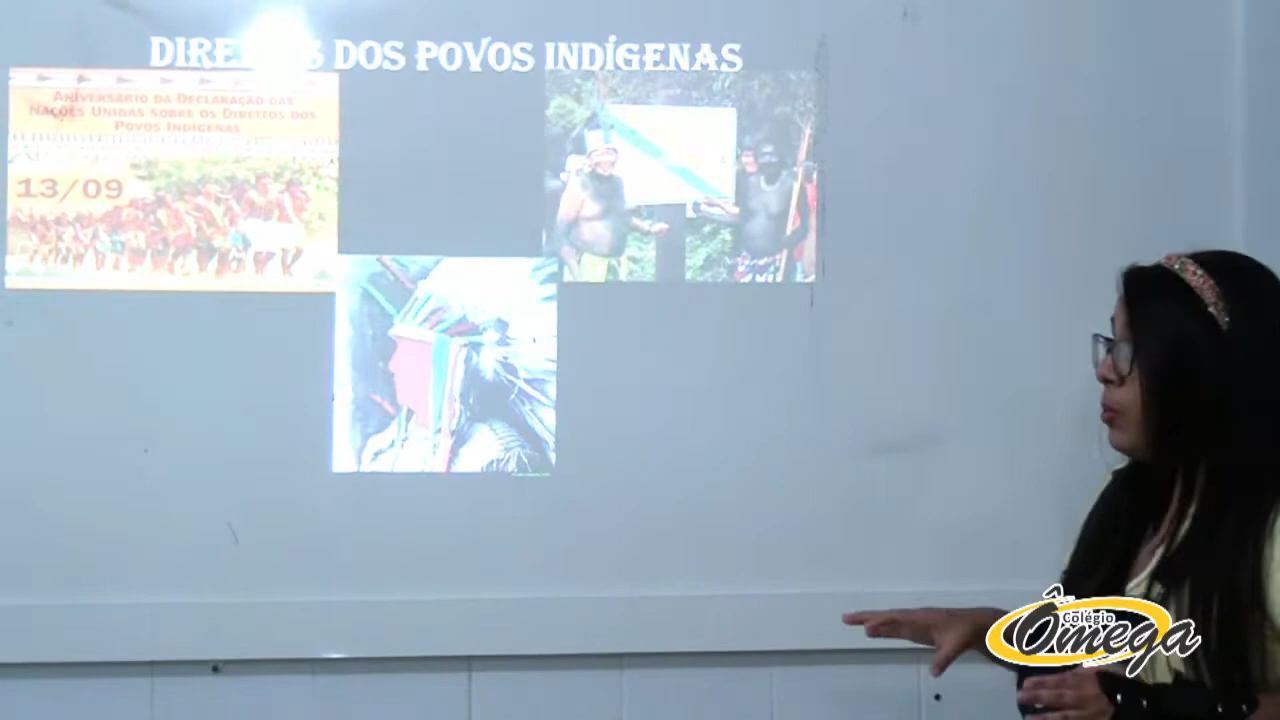 DOS POVOS INDÍGENAS
ANIVERSÁRIO DA DECLARAÇÃO DAS
NAÇÕES UNIDAS SOBRE OS DIREITOS DOS
POVOS INDÍGENAS
13/09
Colégio
Ômega